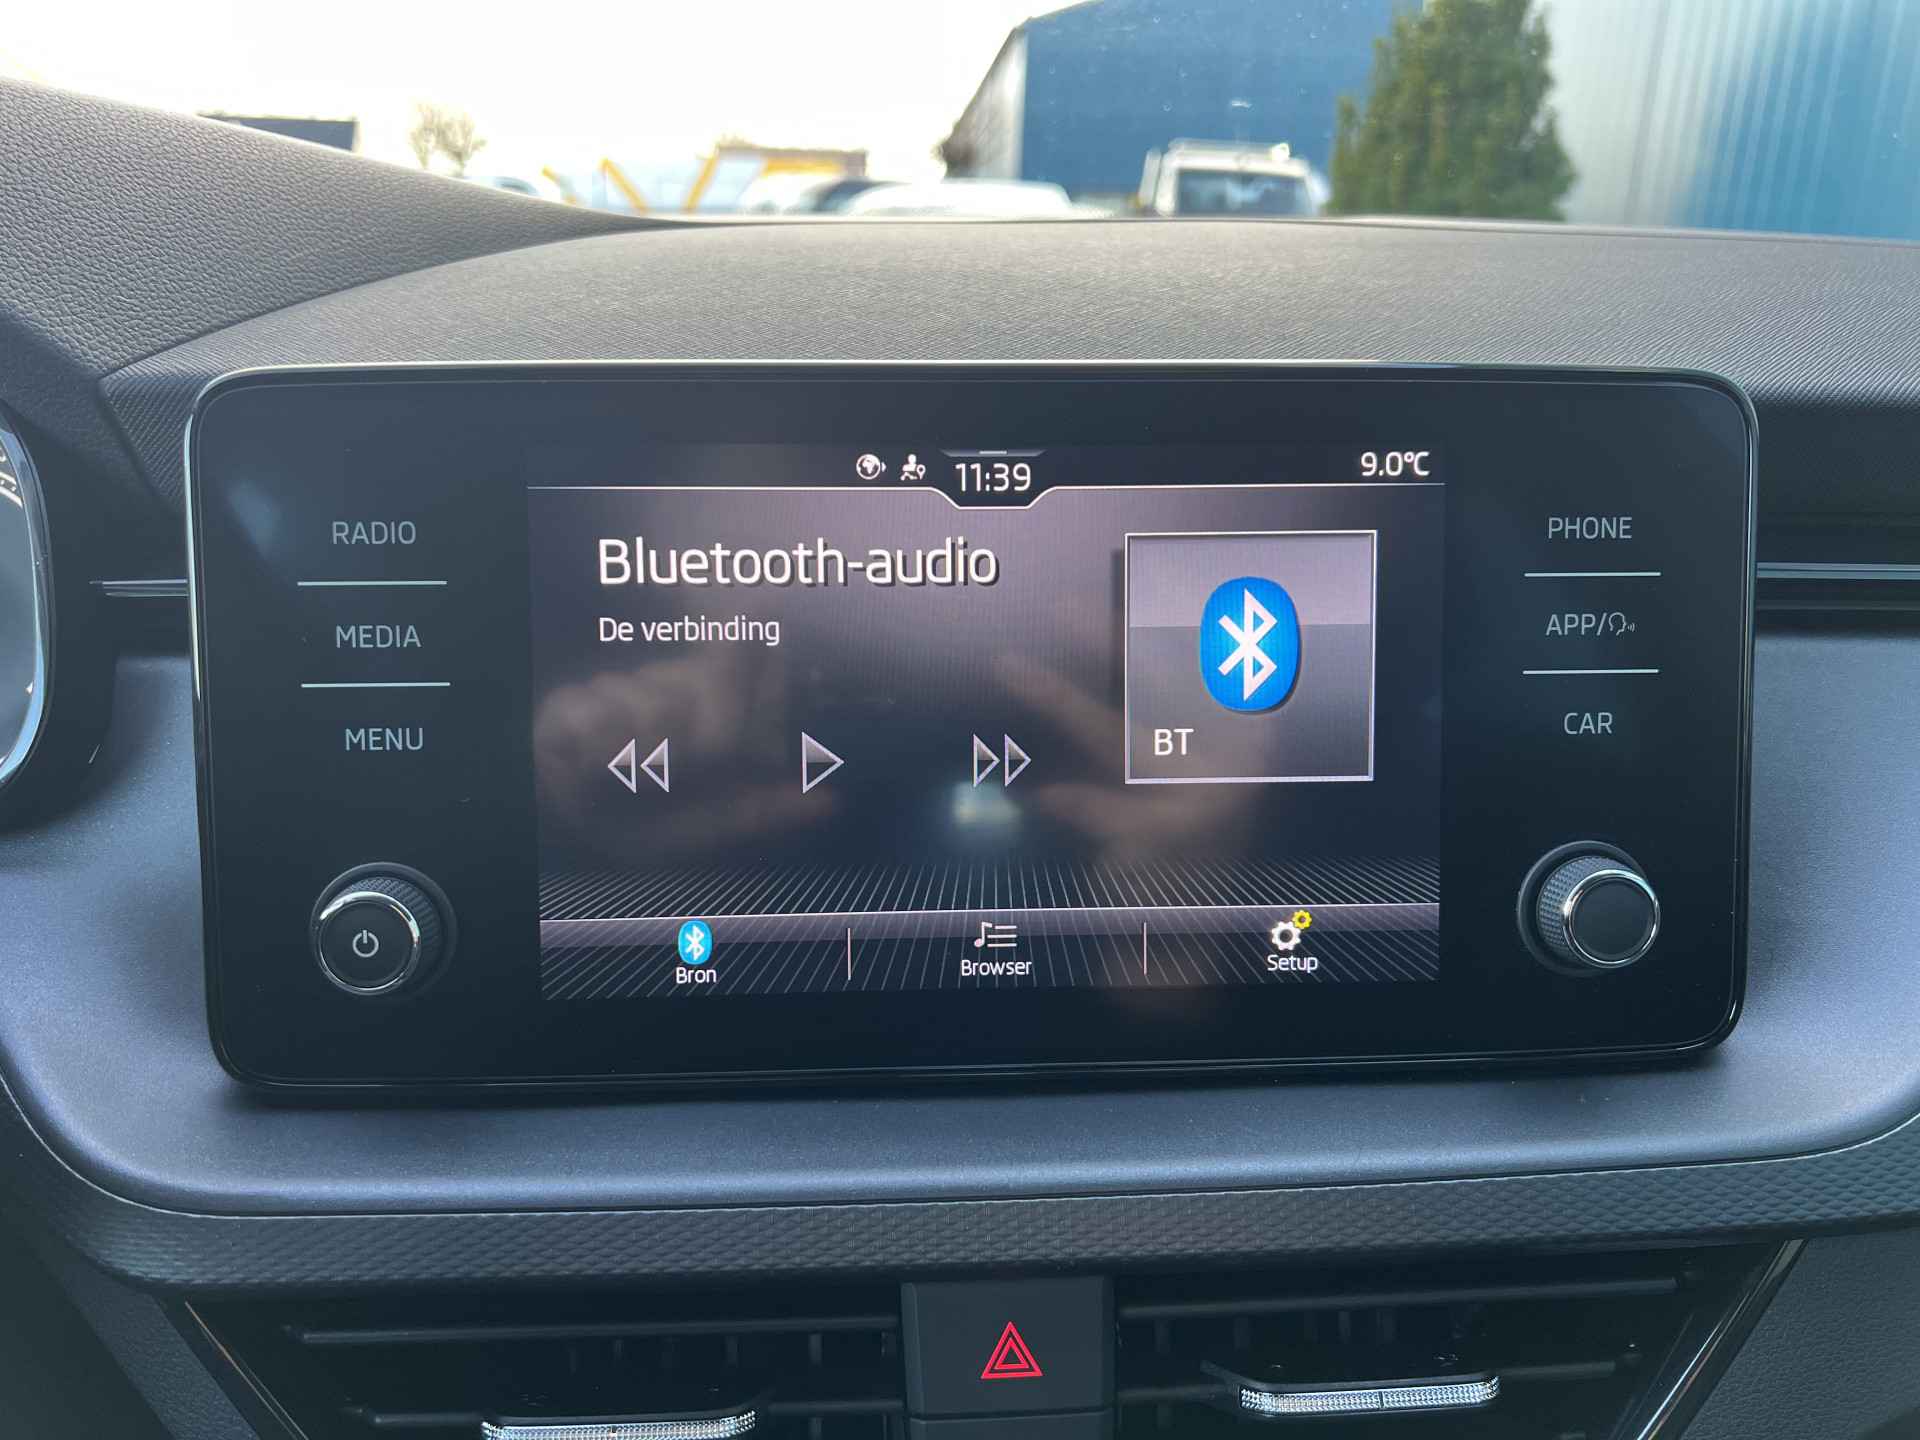 11:39
9.0°C
RADIO
MEDIA
MENU
Bluetooth-audio
De verbinding
BT
PHONE
APP/
CAR
Bron
Browser
Setup